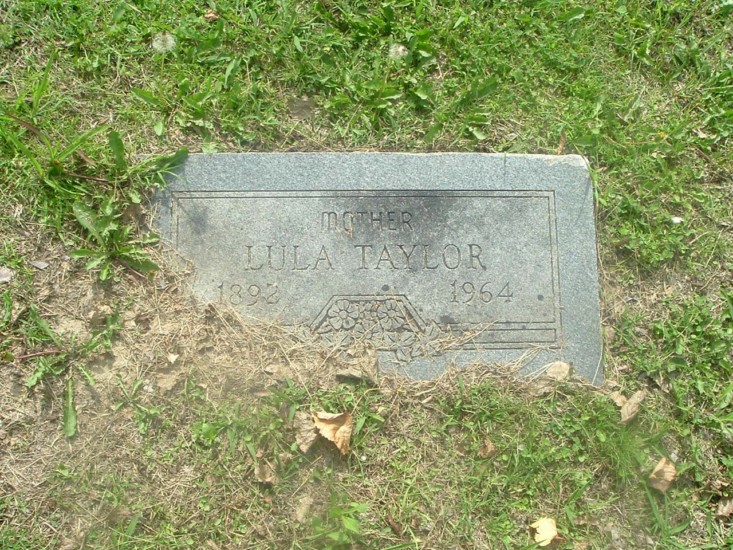 MOTHER
LULA TAYLOR
1892 1964